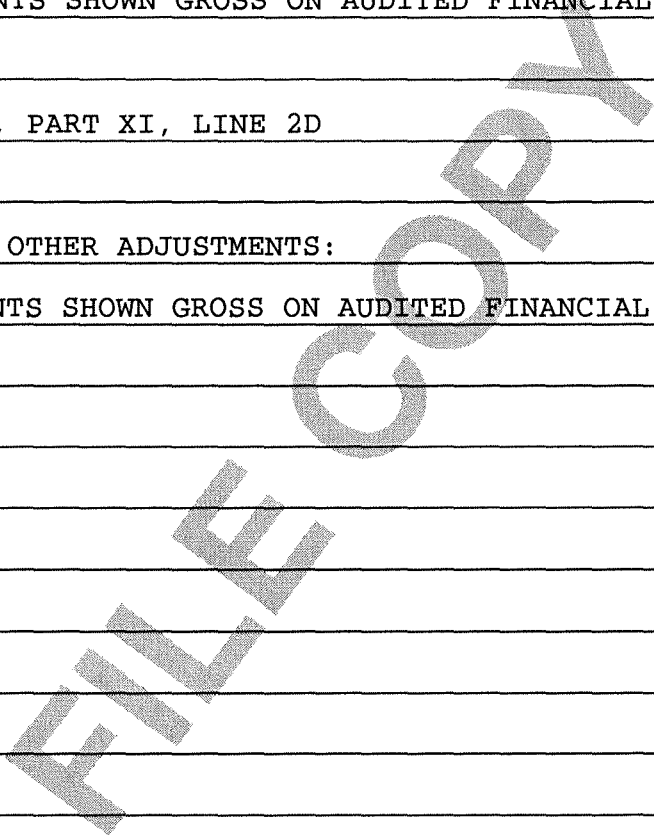 NTS SHOWN GROSS ON AUDITED FINANCIAL
, PART XI, LINE 2D
OTHER ADJUSTMENTS:
NTS SHOWN GROSS ON AUDITED FINANCIAL
FILE COPY